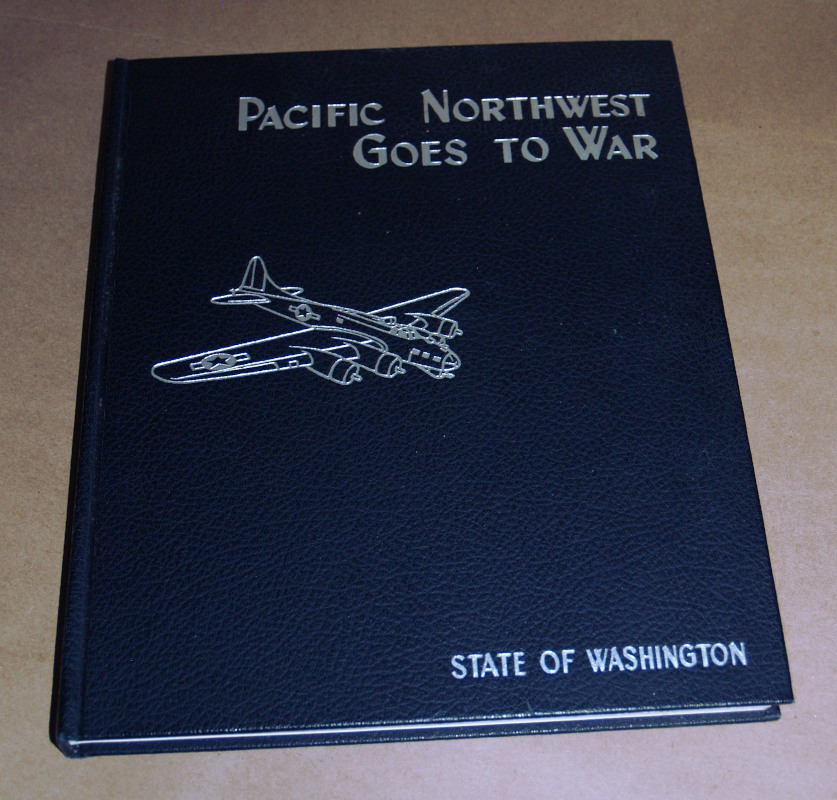 PACIFIC NORTHWEST
GOES TO WAR
STATE OF WASHINGTON